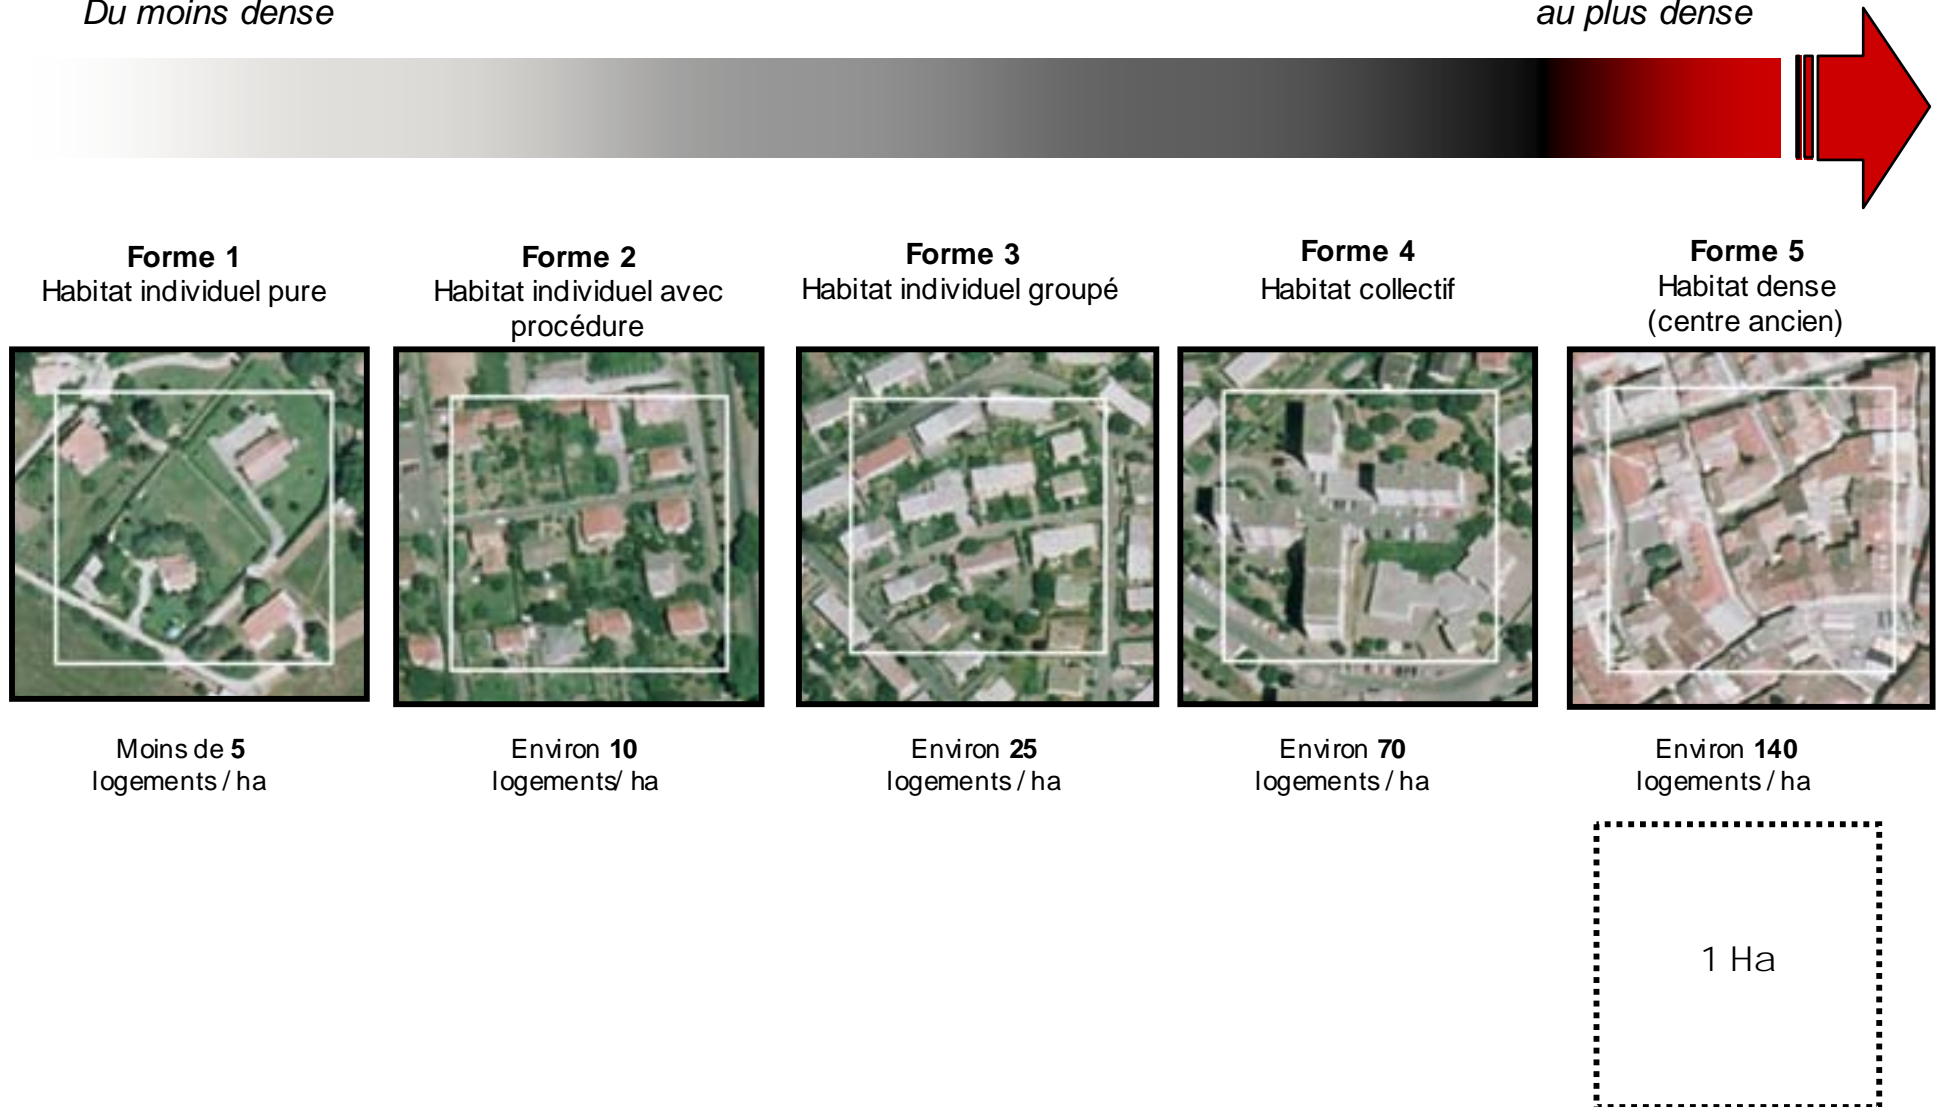 Du moins dense
au plus dense
Forme 1
Habitat individuel pure
Moins de 5
logements / ha
Forme 2
Habitat individuel avec
procédure
Environ 10
logements/ ha
Forme 3
Habitat individuel groupé
Environ 25
logements / ha
Forme 4
Habitat collectif
Environ 70
logements / ha
Forme 5
Habitat dense
(centre ancien)
Environ 140
logements / ha
1 Ha